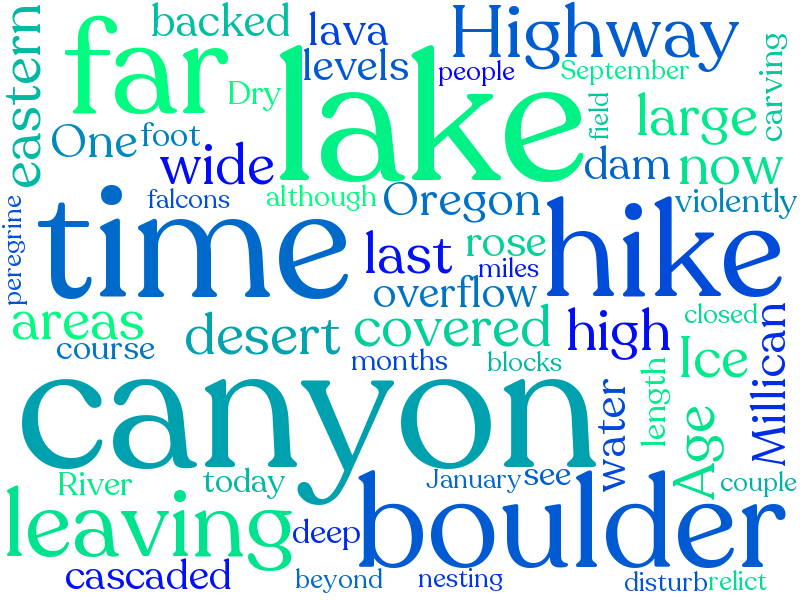 backed
lava
Highway
eastern
far
levels
people
September
carving
Dry
lake
field
large
One
foot
wide
dam
now
falcons
although
Oregon
violently
peregrine
time
last
rose
miles
hike
overflow
areas
course
desert
covered
high
closed
months
blocks
Ice
length
Millican
canyon
water
Age
River
today
January
see
couple
leaving
deep
boulder
cascaded
beyond
nesting
disturb
relict